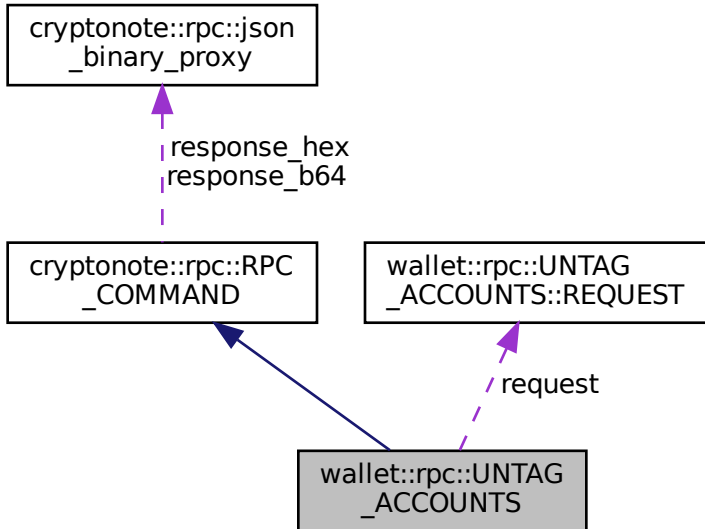 cryptonote::rpc::json
_binary_proxy
response_hex
response_b64
cryptonote::rpc::RPC
_COMMAND
wallet::rpc::UNTAG
_ACCOUNTS::REQUEST
request
wallet::rpc::UNTAG
_ACCOUNTS